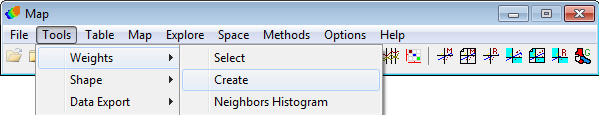 Map
File Tools Table Map Explore Space Methods Options Help
Weights Select
Shape Create
Data Export Neighbors Histogram